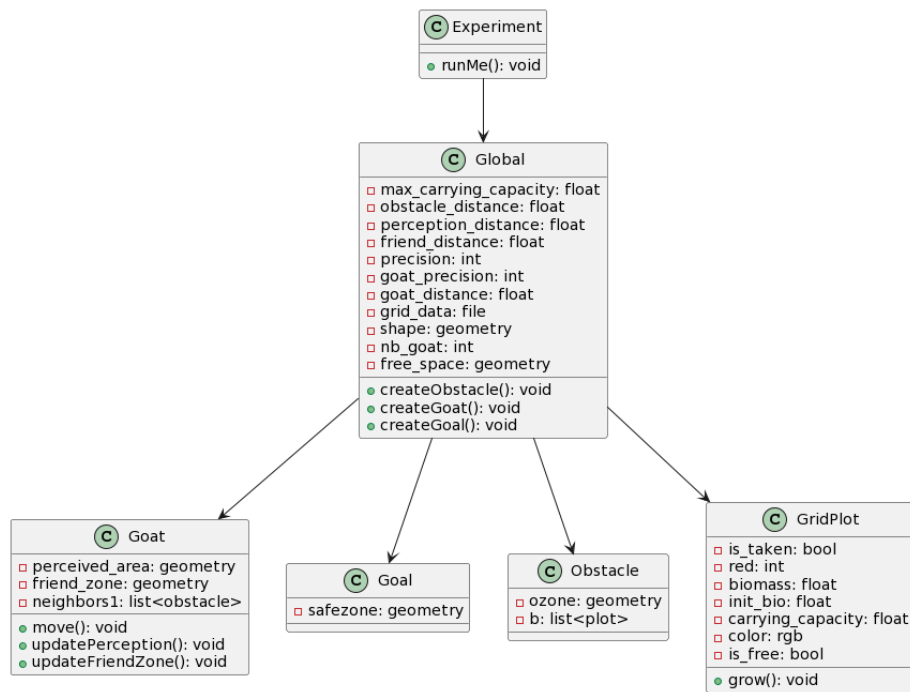 C Experiment
runMe(): void
C Global
max_carrying_capacity: float
obstacle_distance: float
perception_distance: float
friend_distance: float
precision: int
goat_precision: int
goat_distance: float
grid_data: file
shape: geometry
nb_goat: int
free_space: geometry
createObstacle(): void
createGoat(): void
createGoal(): void
C Goat
perceived_area: geometry
friend_zone: geometry
neighbors1: list<obstacle>
move(): void
updatePerception(): void
updateFriendZone(): void
C Goal
safezone: geometry
C Obstacle
ozone: geometry
b: list<plot>
C GridPlot
is_taken: bool
red: int
biomass: float
init_bio: float
carrying_capacity: float
color: rgb
is_free: bool
grow(): void